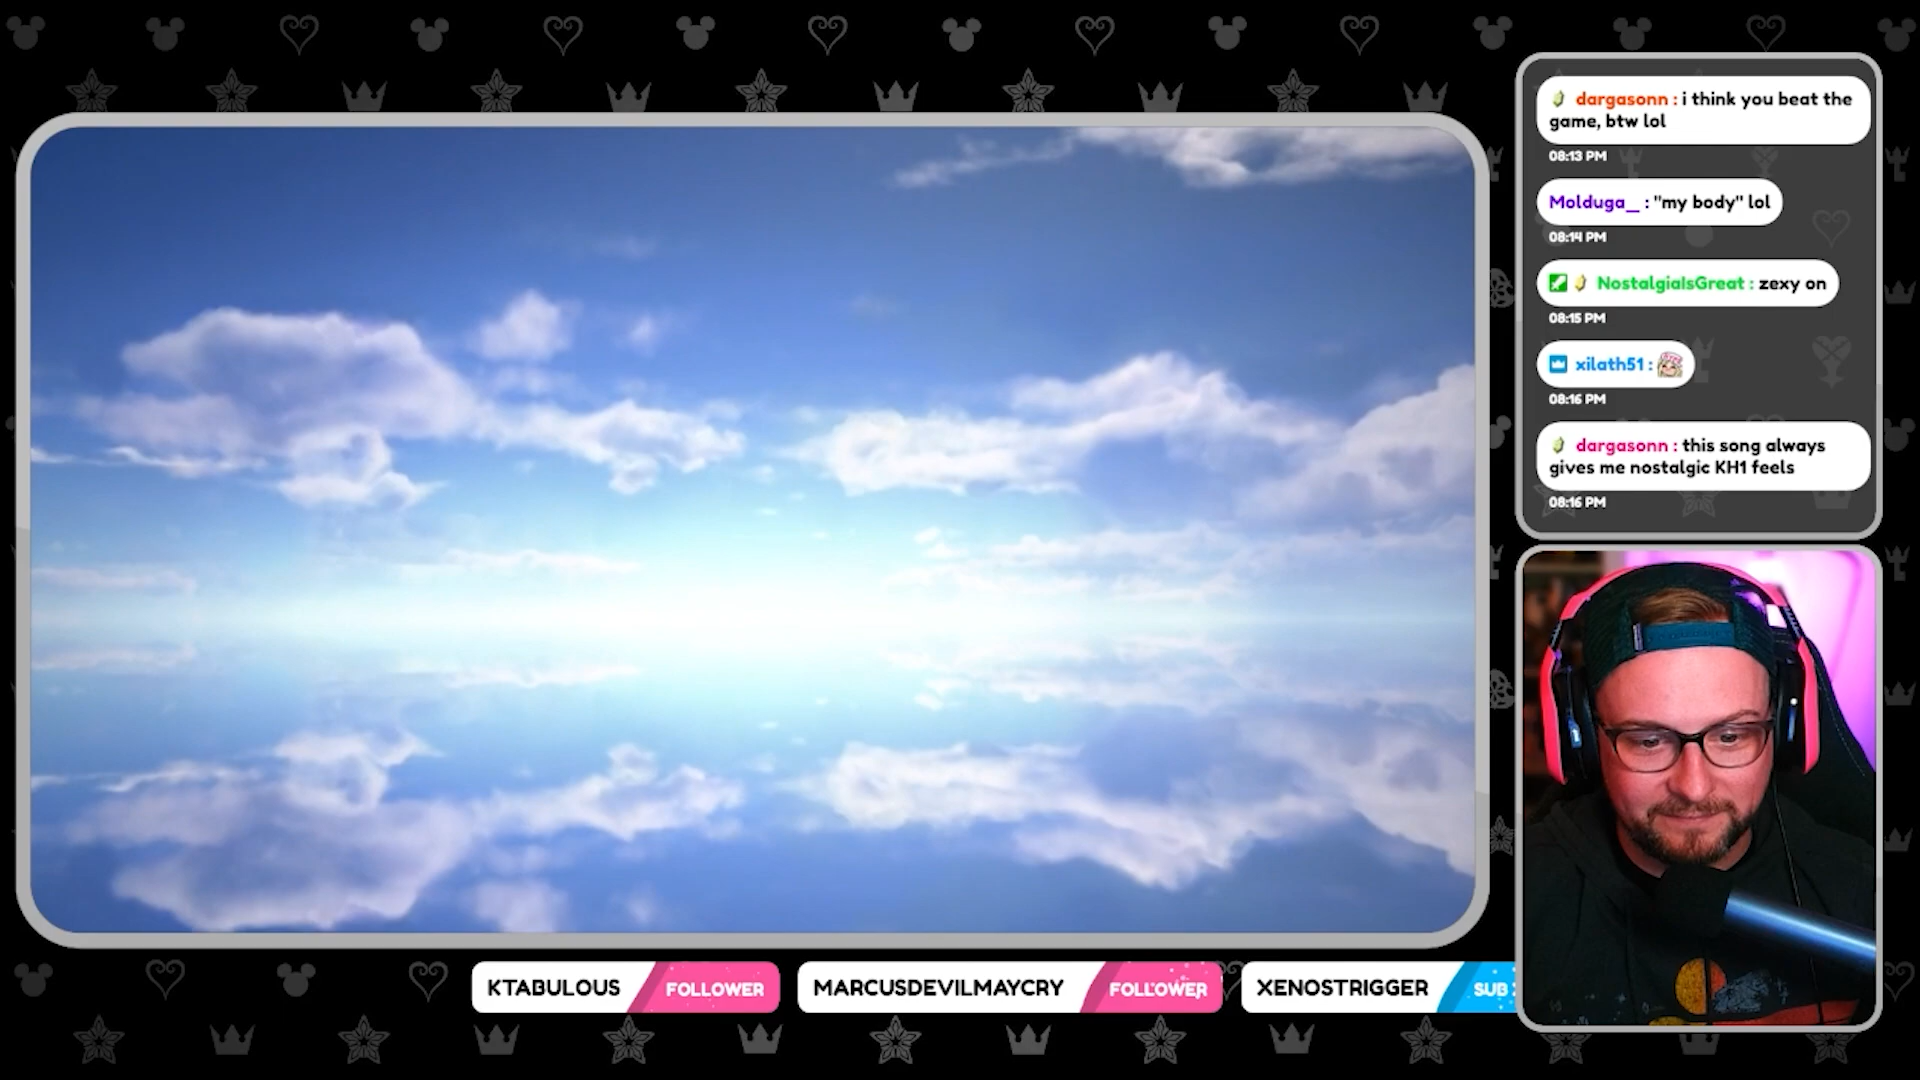 dargasonn : i think you beat the
game, btw lol
08:13 PM
Molduga_ : "my body" lol
08:14 PM
NostalgiaIsGreat : zexy on
08:15 PM
xilath51 :
08:16 PM
dargasonn : this song always
gives me nostalgic KH1 feels
08:16 PM
KTABULOUS FOLLOWER MARCUSDEVILMAYCRY FOLLOWER XENOSTRIGGER SUB